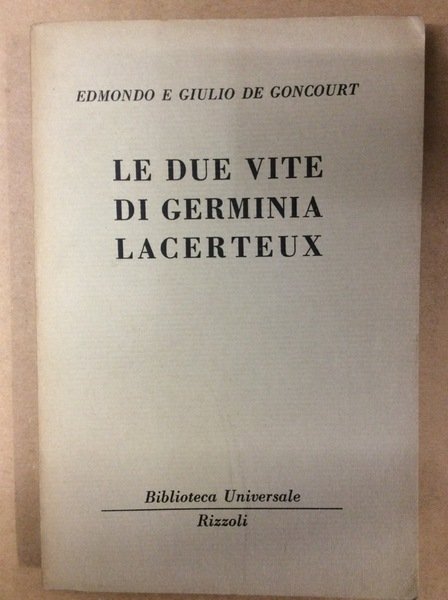 EDMONDO E GIULIO DE GONCOURT
LE DUE VITE
DI GERMINIA
LACERTEUX
Biblioteca Universale
Rizzoli